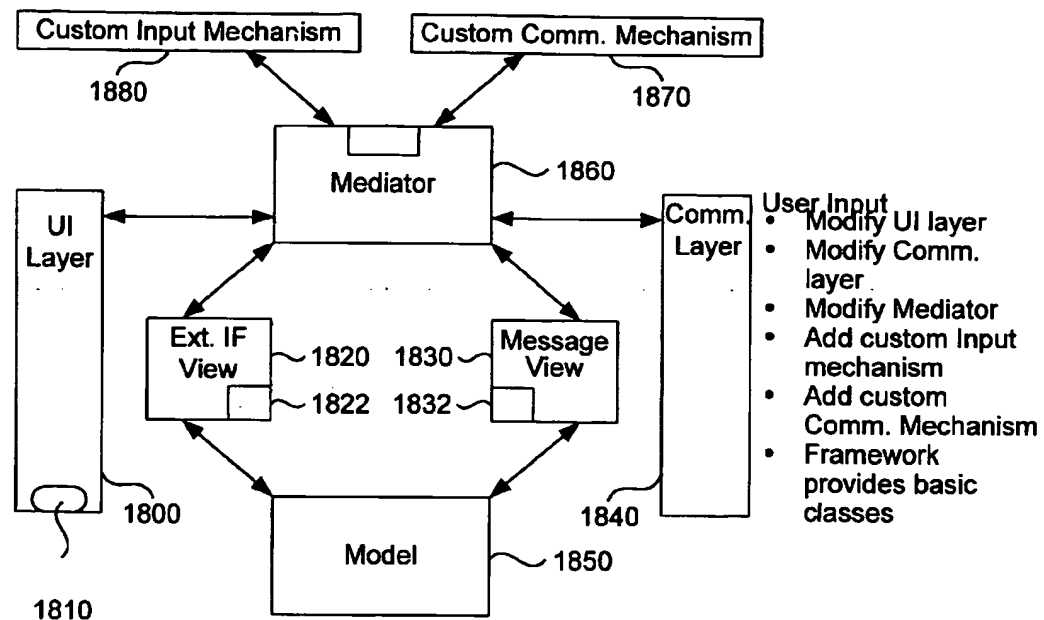 Custom Input Mechanism
Custom Comm. Mechanism
1880
1870
Mediator
1860
UI
Layer
Comm.
Layer
User Input
• Modify UI layer
• Modify Comm.
layer
• Modify Mediator
• Add custom Input
mechanism
• Add custom
Comm. Mechanism
• Framework
provides basic
classes
Ext. IF
View
1820
1822
1830
1832
Message
View
1800
1840
Model
1850
1810